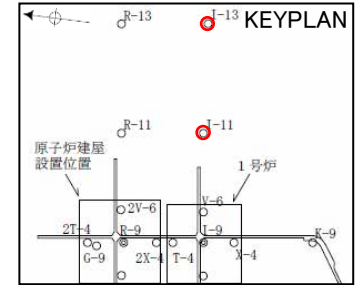 R-13
I-13 KEYPLAN
R-11
I-11
原子炉建屋
設置位置
1号炉
2V-6
V-6
2T-4
R-9
I-9
K-9
G-9
2X-4
T-4
X-4